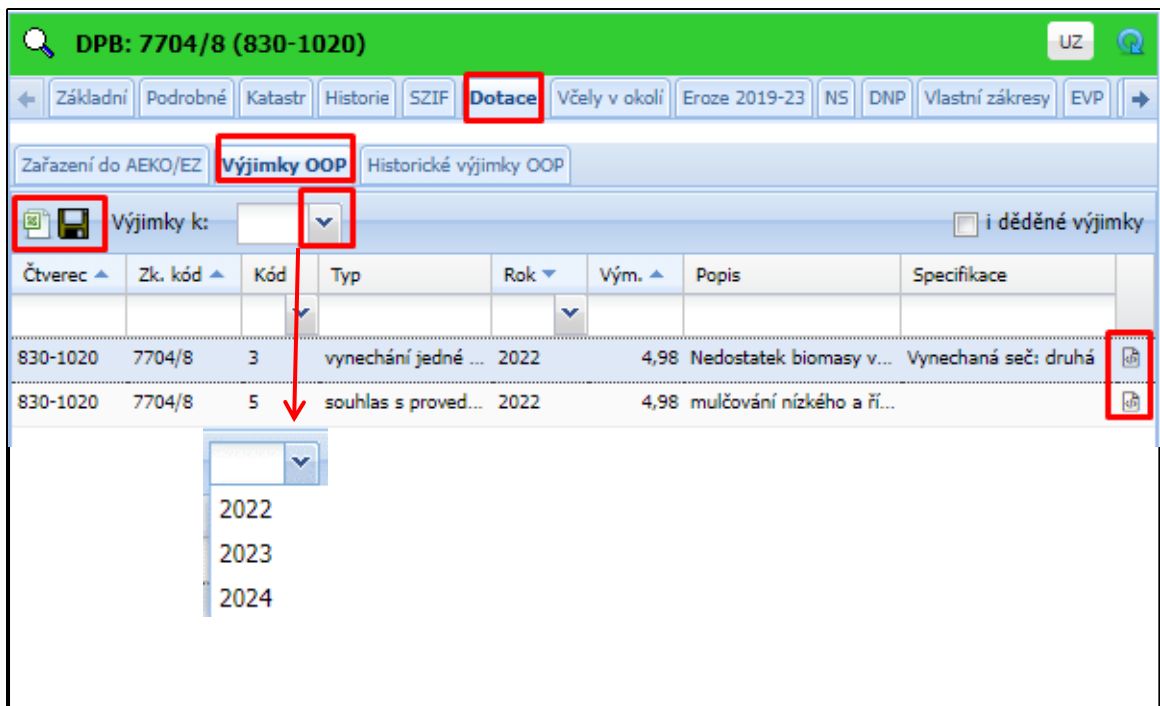 DPB: 7704/8 (830-1020) UZ
Základní Podrobné Katastr Historie SZIF Dotace Včely v okolí Eroze 2019-23 NS DNP Vlastní zákresy EVP
Zařazení do AEKO/EZ Výjimky OOP Historické výjimky OOP
Výjimky k: i děděné výjimky
Čtverec Zk. kód Kód Typ Rok Vým. Popis Specifikace
830-1020 7704/8 3 vynechání jedné ... 2022 4,98 Nedostatek biomasy v... Vynechaná seč: druhá
830-1020 7704/8 5 souhlas s proved... 2022 4,98 mulčování nízkého a ří...
2022
2023
2024